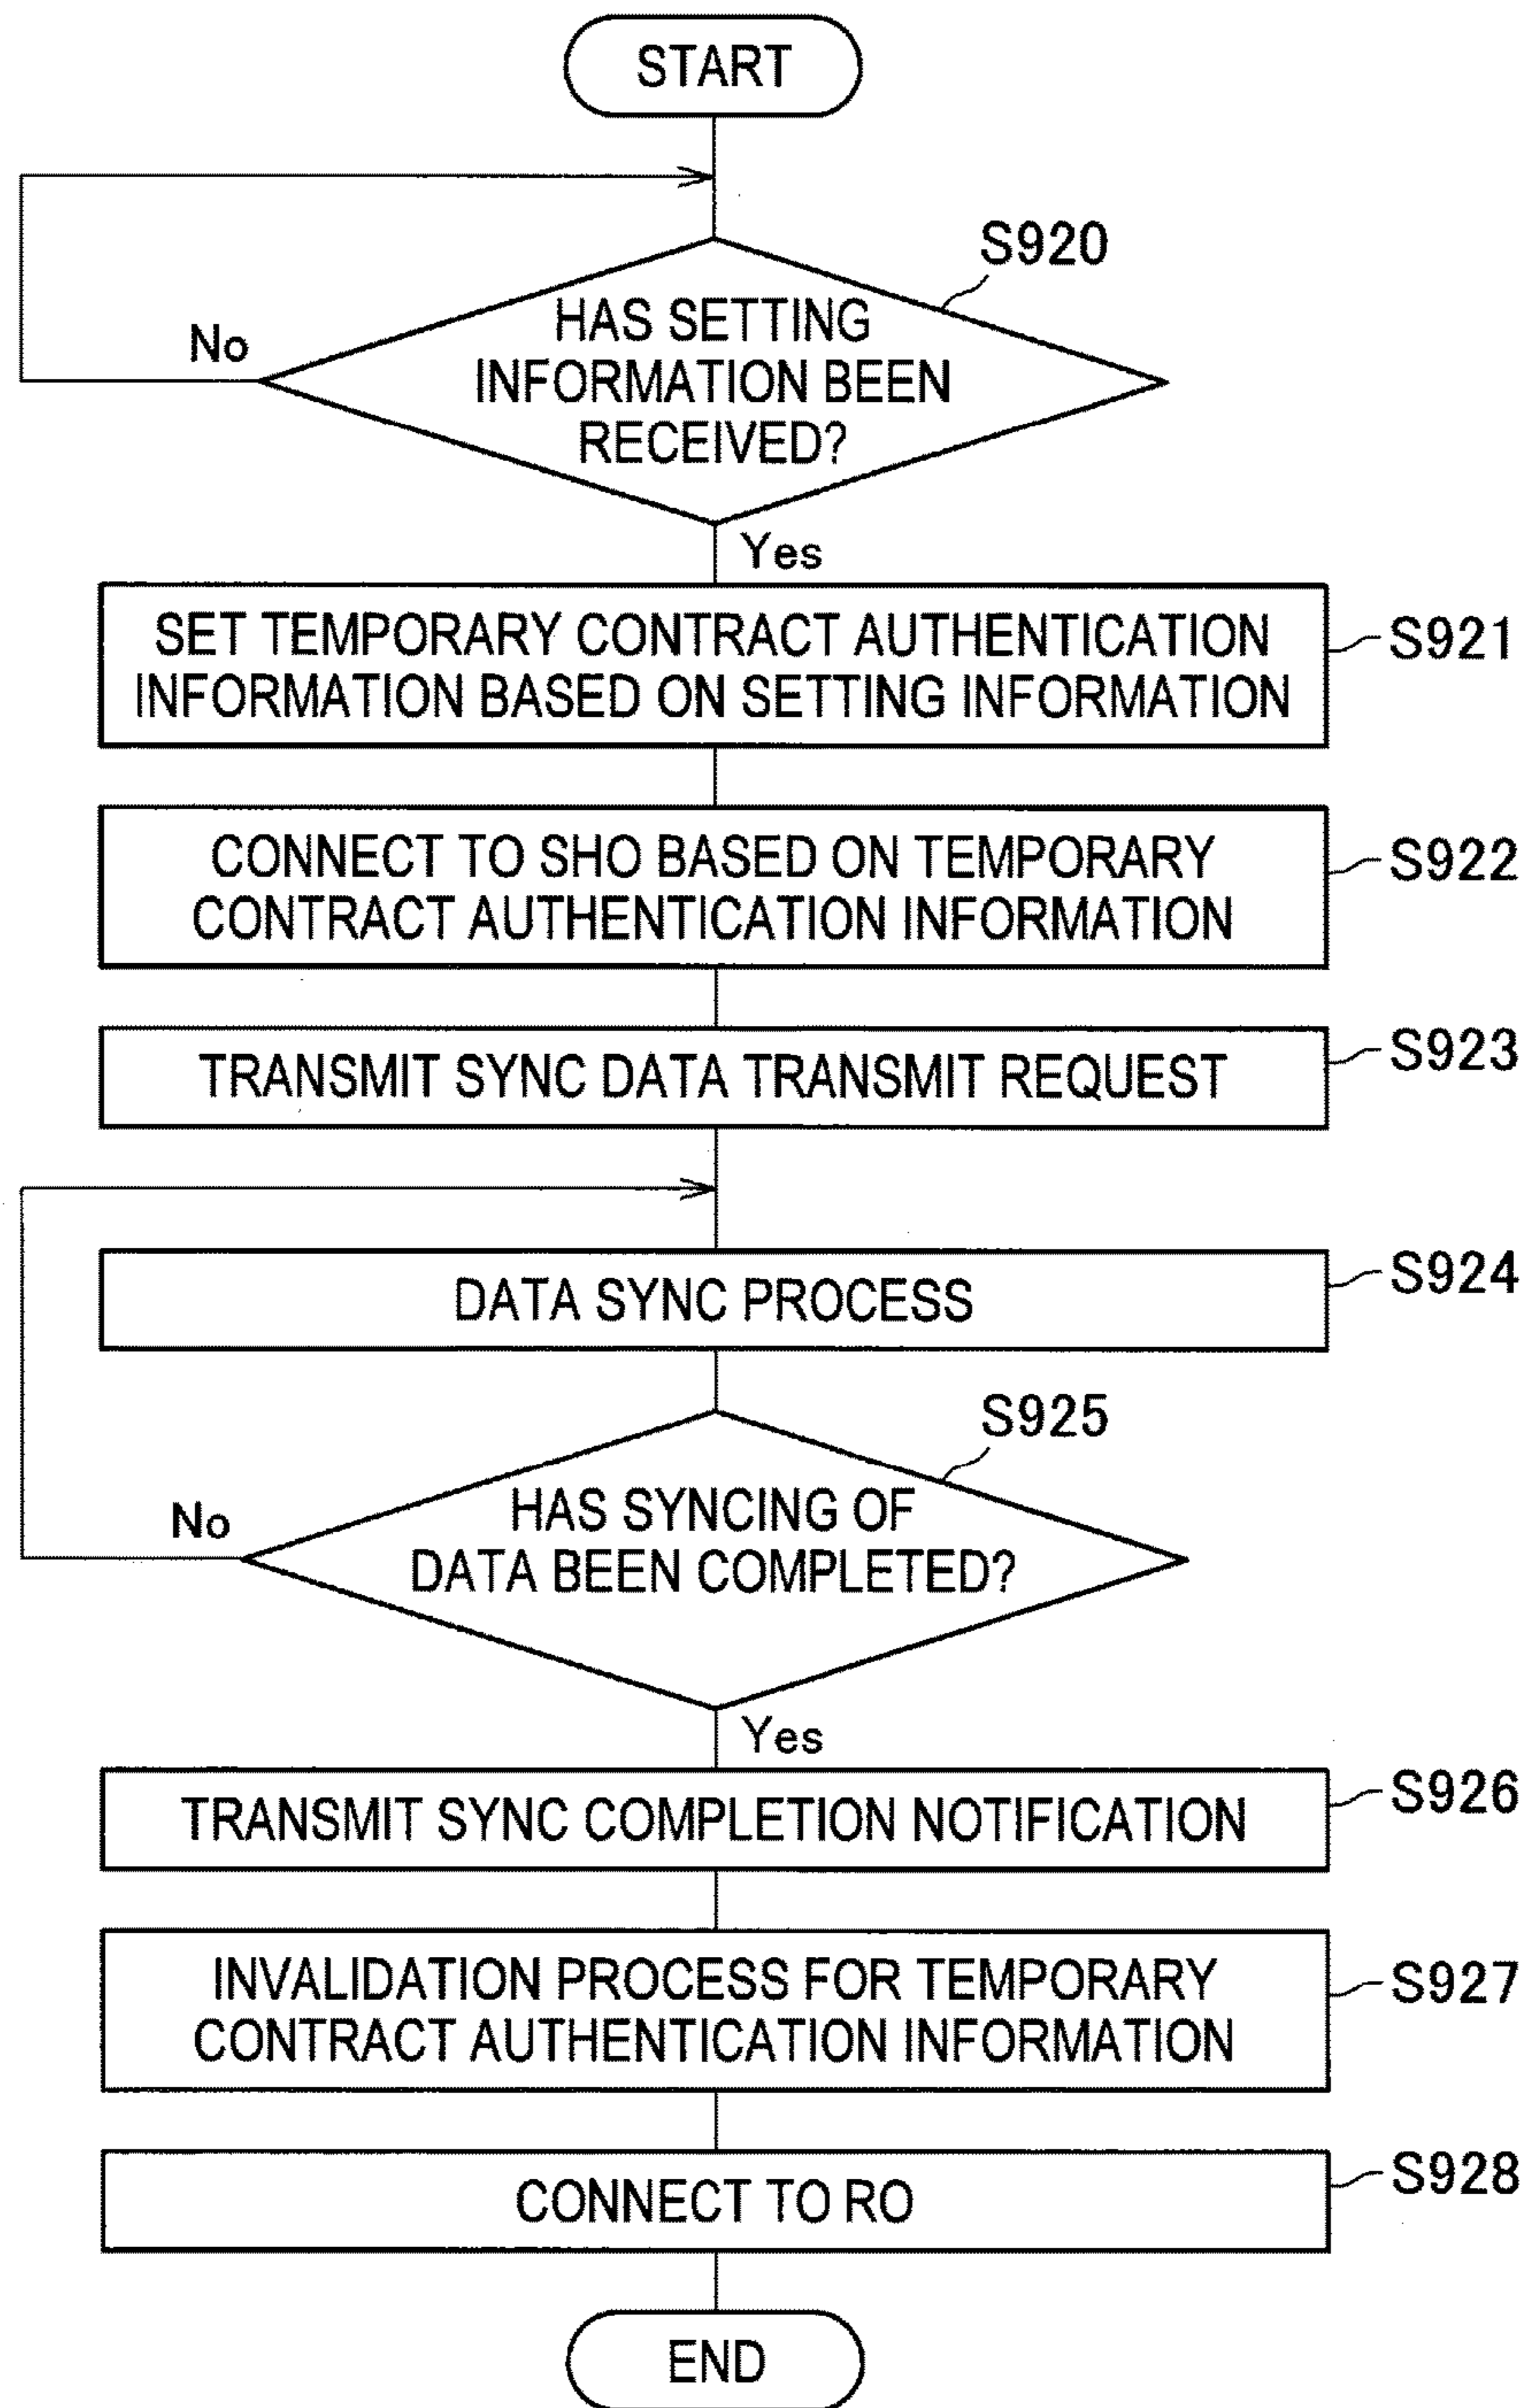 START
S920
HAS SETTING
INFORMATION BEEN
RECEIVED?
No
Yes
SET TEMPORARY CONTRACT AUTHENTICATION
INFORMATION BASED ON SETTING INFORMATION
S921
CONNECT TO SHO BASED ON TEMPORARY
CONTRACT AUTHENTICATION INFORMATION
S922
TRANSMIT SYNC DATA TRANSMIT REQUEST
S923
DATA SYNC PROCESS
S924
S925
HAS SYNCING OF
DATA BEEN COMPLETED?
No
Yes
TRANSMIT SYNC COMPLETION NOTIFICATION
S926
INVALIDATION PROCESS FOR TEMPORARY
CONTRACT AUTHENTICATION INFORMATION
S927
CONNECT TO RO
S928
END